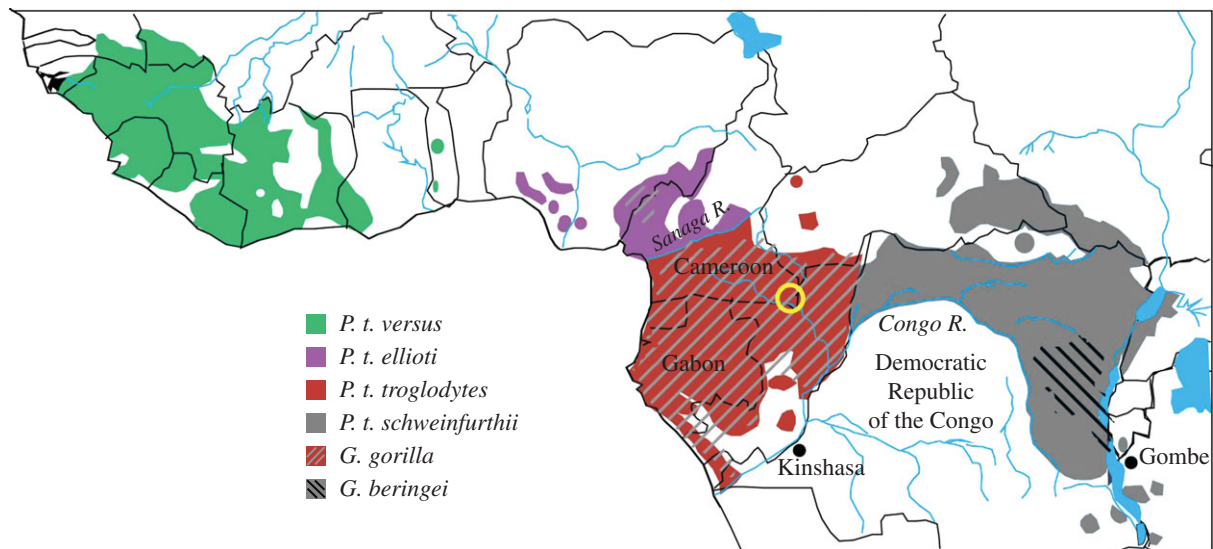 Sanaga R.
Cameroon
Gabon
Congo R.
Democratic
Republic
of the Congo
Kinshasa
Gombe
P. t. versus
P. t. ellioti
P. t. troglodytes
P. t. schweinfurthii
G. gorilla
G. beringei